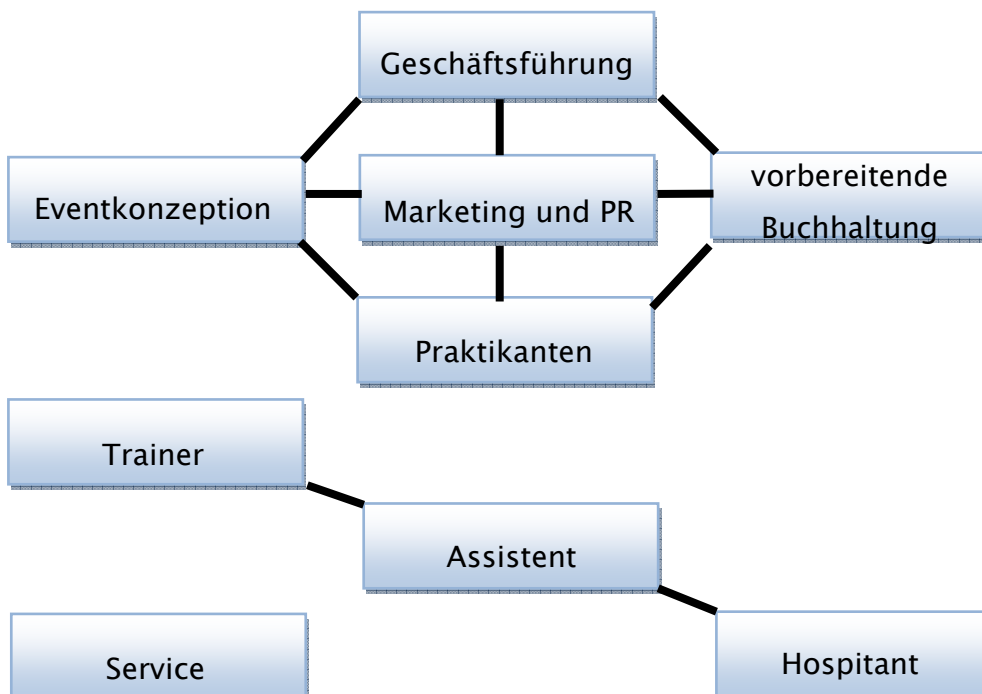 Geschäftsführung
Eventkonzeption
Marketing und PR
vorbereitende
Buchhaltung
Praktikanten
Trainer
Assistent
Service
Hospitant